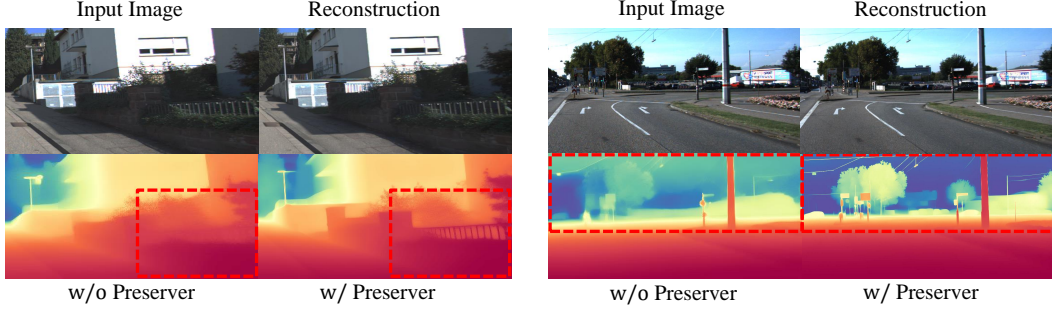 Input Image Reconstruction Input Image Reconstruction
w/o Preserver w/ Preserver w/o Preserver w/ Preserver